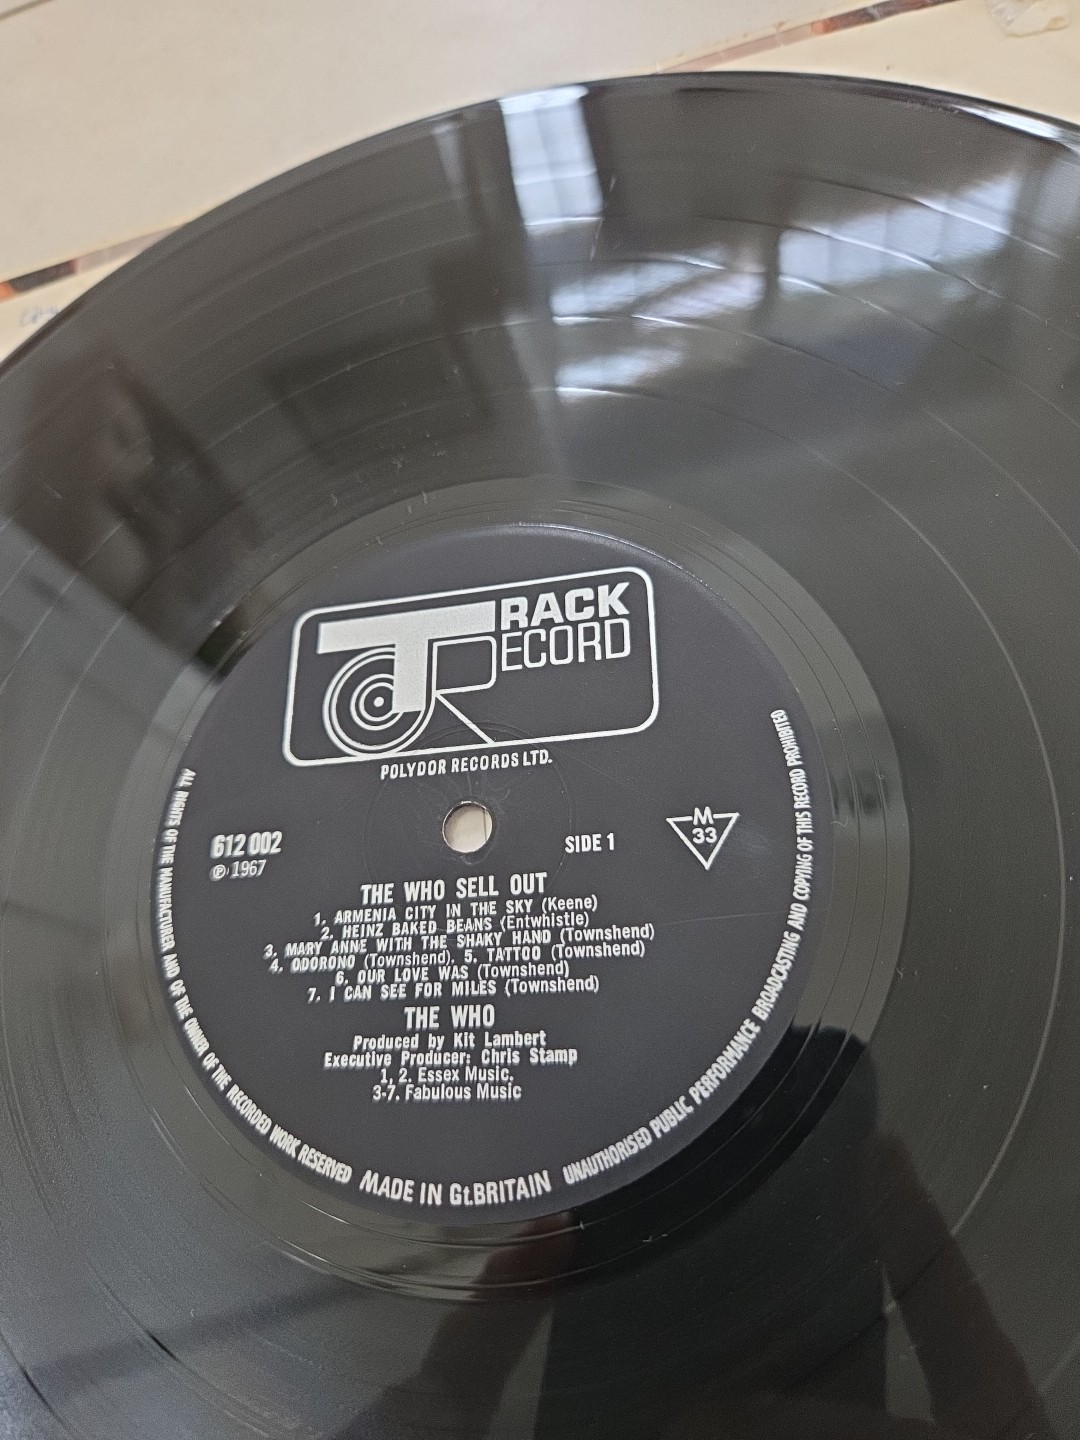 TRACK
RECORD
POLYDOR RECORDS LTD.
612 002
℗ 1967
SIDE 1
M
33
THE WHO SELL OUT
1. ARMENIA CITY IN THE SKY (Keene)
2. HEINZ BAKED BEANS (Entwhistle)
3. MARY ANNE WITH THE SHAKY HAND (Townshend)
4. ODORONO (Townshend). 5. TATTOO (Townshend)
6. OUR LOVE WAS (Townshend)
7. I CAN SEE FOR MILES (Townshend)
THE WHO
Produced by Kit Lambert
Executive Producer: Chris Stamp
1, 2. Essex Music.
3-7. Fabulous Music
ALL RIGHTS OF THE MANUFACTURER AND OF THE OWNER OF THE RECORDED WORK RESERVED MADE IN Gt.BRITAIN UNAUTHORISED PUBLIC PERFORMANCE BROADCASTING AND COPYING OF THIS RECORD PROHIBITED